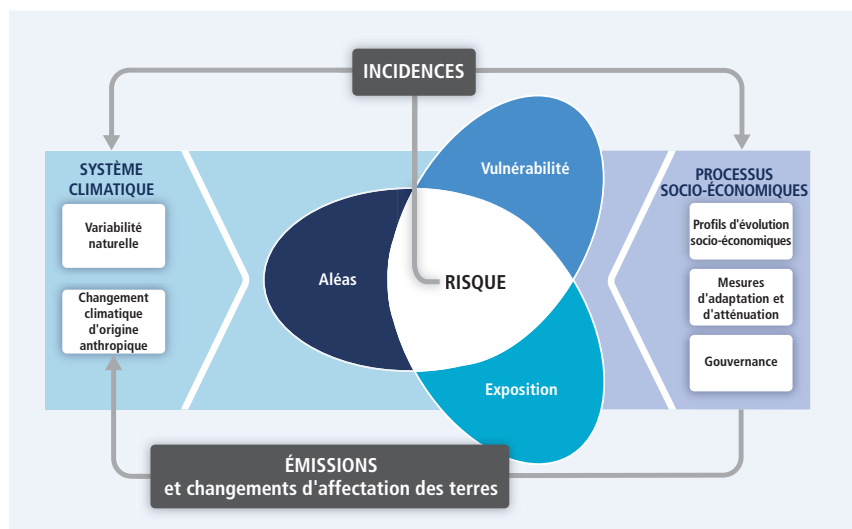 INCIDENCES
SYSTÈME
CLIMATIQUE
Variabilité
naturelle
Changement
climatique
d'origine
anthropique
Vulnérabilité
Aléas
RISQUE
Exposition
PROCESSUS
SOCIO-ÉCONOMIQUES
Profils d'évolution
socio-économiques
Mesures
d'adaptation et
d'atténuation
Gouvernance
ÉMISSIONS
et changements d'affectation des terres